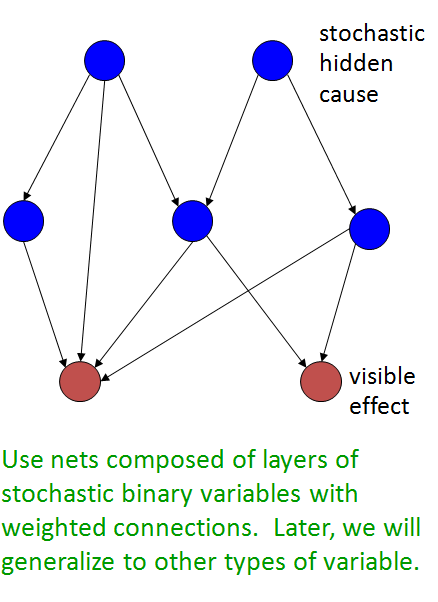 stochastic
hidden
cause
visible
effect
Use nets composed of layers of
stochastic binary variables with
weighted connections.  Later, we will
generalize to other types of variable.